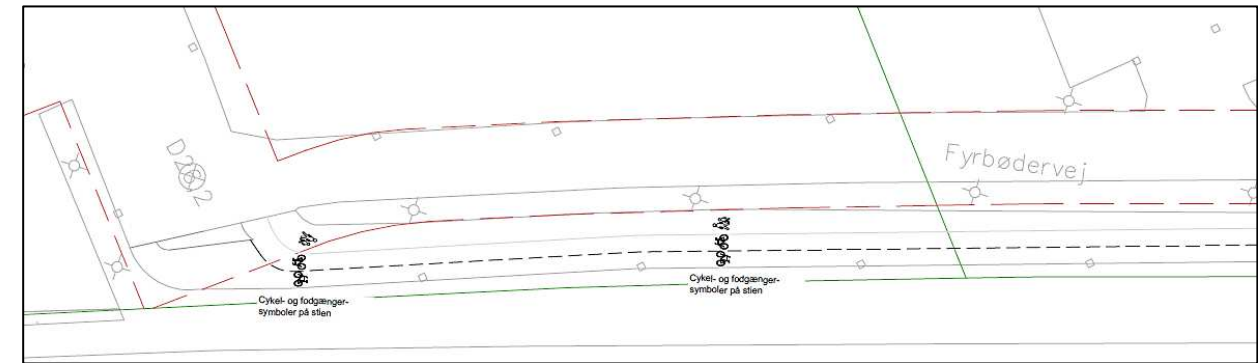 Fyrbødervej
Cykel- og fodgænger-
symboler på stien
Cykel- og fodgænger-
symboler på stien